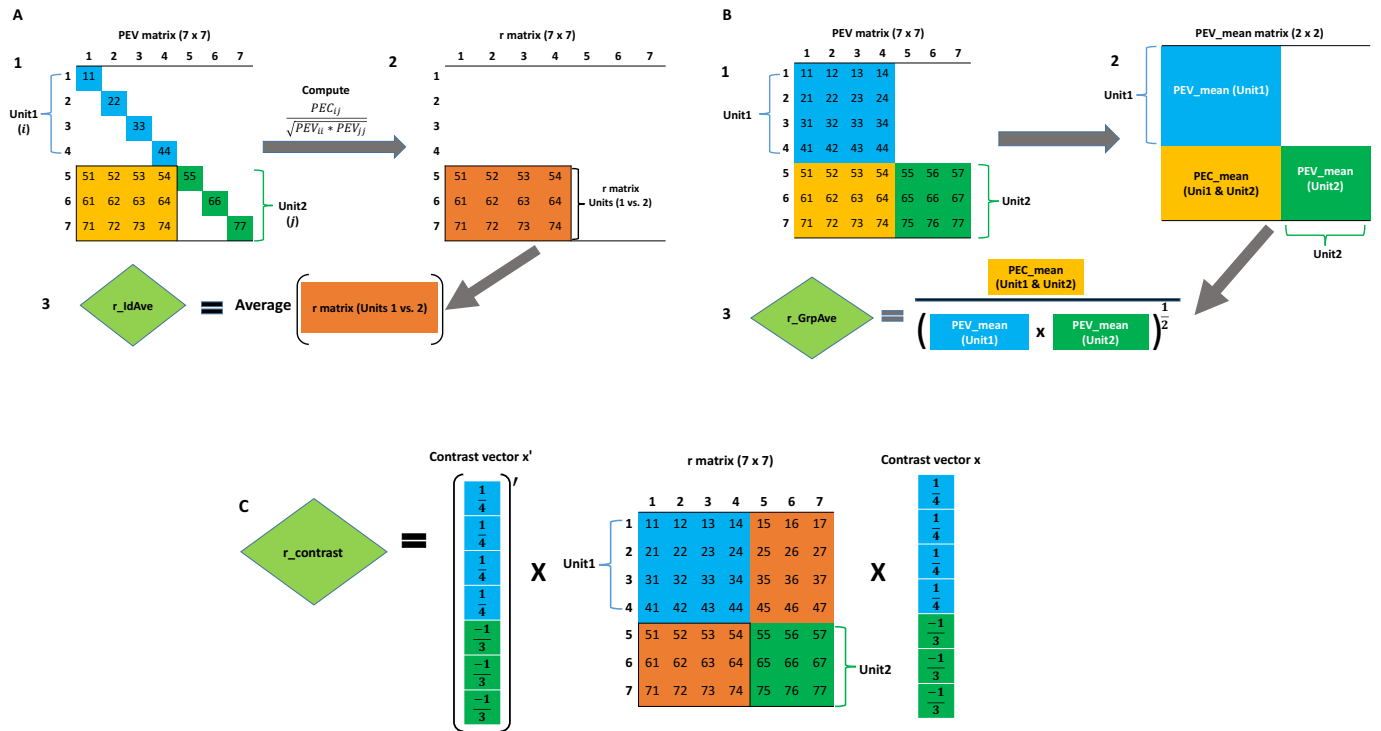 A
PEV matrix (7 x 7)
r matrix (7 x 7)
1
1 2 3 4 5 6 7
2
1 2 3 4 5 6 7
1 11
2 22
3 33
4 44
5 51 52 53 54 55
6 61 62 63 64 66
7 71 72 73 74 77
Unit1
(i)
Unit2
(j)
Compute
PEC_ij
√PEV_ii * PEV_jj
1
2
3
4
5 51 52 53 54
6 61 62 63 64
7 71 72 73 74
r matrix
Units (1 vs. 2)
3
r_IdAve
=
Average
r matrix (Units 1 vs. 2)
B
PEV matrix (7 x 7)
PEV_mean matrix (2 x 2)
1
1 2 3 4 5 6 7
1 11 12 13 14
2 21 22 23 24
3 31 32 33 34
4 41 42 43 44
5 51 52 53 54 55 56 57
6 61 62 63 64 65 66 67
7 71 72 73 74 75 76 77
Unit1
Unit2
2
Unit1
PEV_mean (Unit1)
PEC_mean
(Uni1 & Unit2)
PEV_mean
(Unit2)
Unit2
3
r_GrpAve
=
PEC_mean
(Unit1 & Unit2)
(
PEV_mean
(Unit1)
x
PEV_mean
(Unit2)
)
1
2
C
r_contrast
=
Contrast vector x'
1
4
1
4
1
4
1
4
-1
3
-1
3
-1
3
′
X
r matrix (7 x 7)
1 2 3 4 5 6 7
1 11 12 13 14 15 16 17
2 21 22 23 24 25 26 27
3 31 32 33 34 35 36 37
4 41 42 43 44 45 46 47
5 51 52 53 54 55 56 57
6 61 62 63 64 65 66 67
7 71 72 73 74 75 76 77
Unit1
Unit2
X
Contrast vector x
1
4
1
4
1
4
1
4
-1
3
-1
3
-1
3